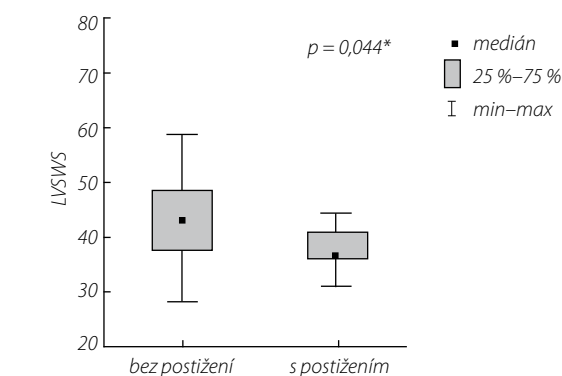 80
70
60
50
40
30
20
LVSWS
p = 0,044*
medián
25 %–75 %
min–max
bez postižení
s postižením